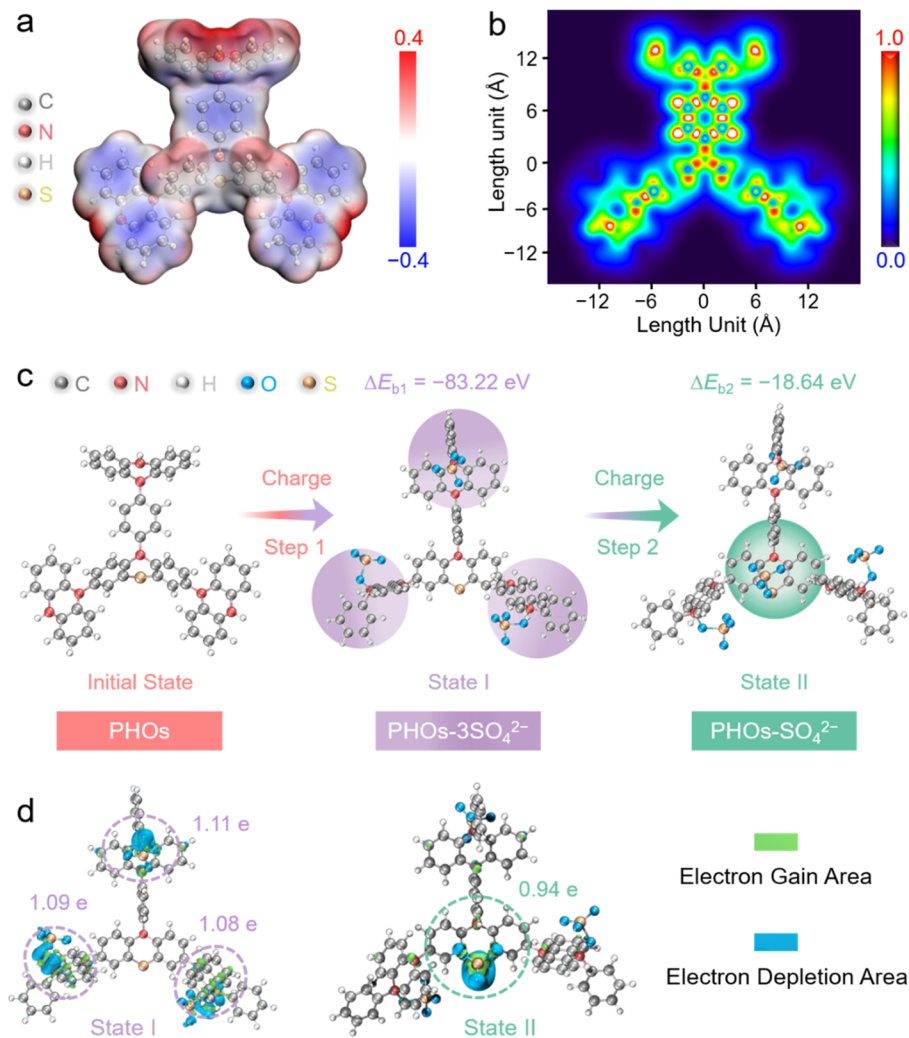 a
0.4
−0.4
C
N
H
S
b
Length unit (Å)
12
6
0
−6
−12
−12 −6 0 6 12
Length Unit (Å)
1.0
0.0
c
C N H O S
ΔEb1 = −83.22 eV
ΔEb2 = −18.64 eV
Charge
Step 1
Charge
Step 2
Initial State
State I
State II
PHOs
PHOs-3SO₄²⁻
PHOs-SO₄²⁻
d
1.11 e
1.09 e
1.08 e
State I
0.94 e
State II
Electron Gain Area
Electron Depletion Area